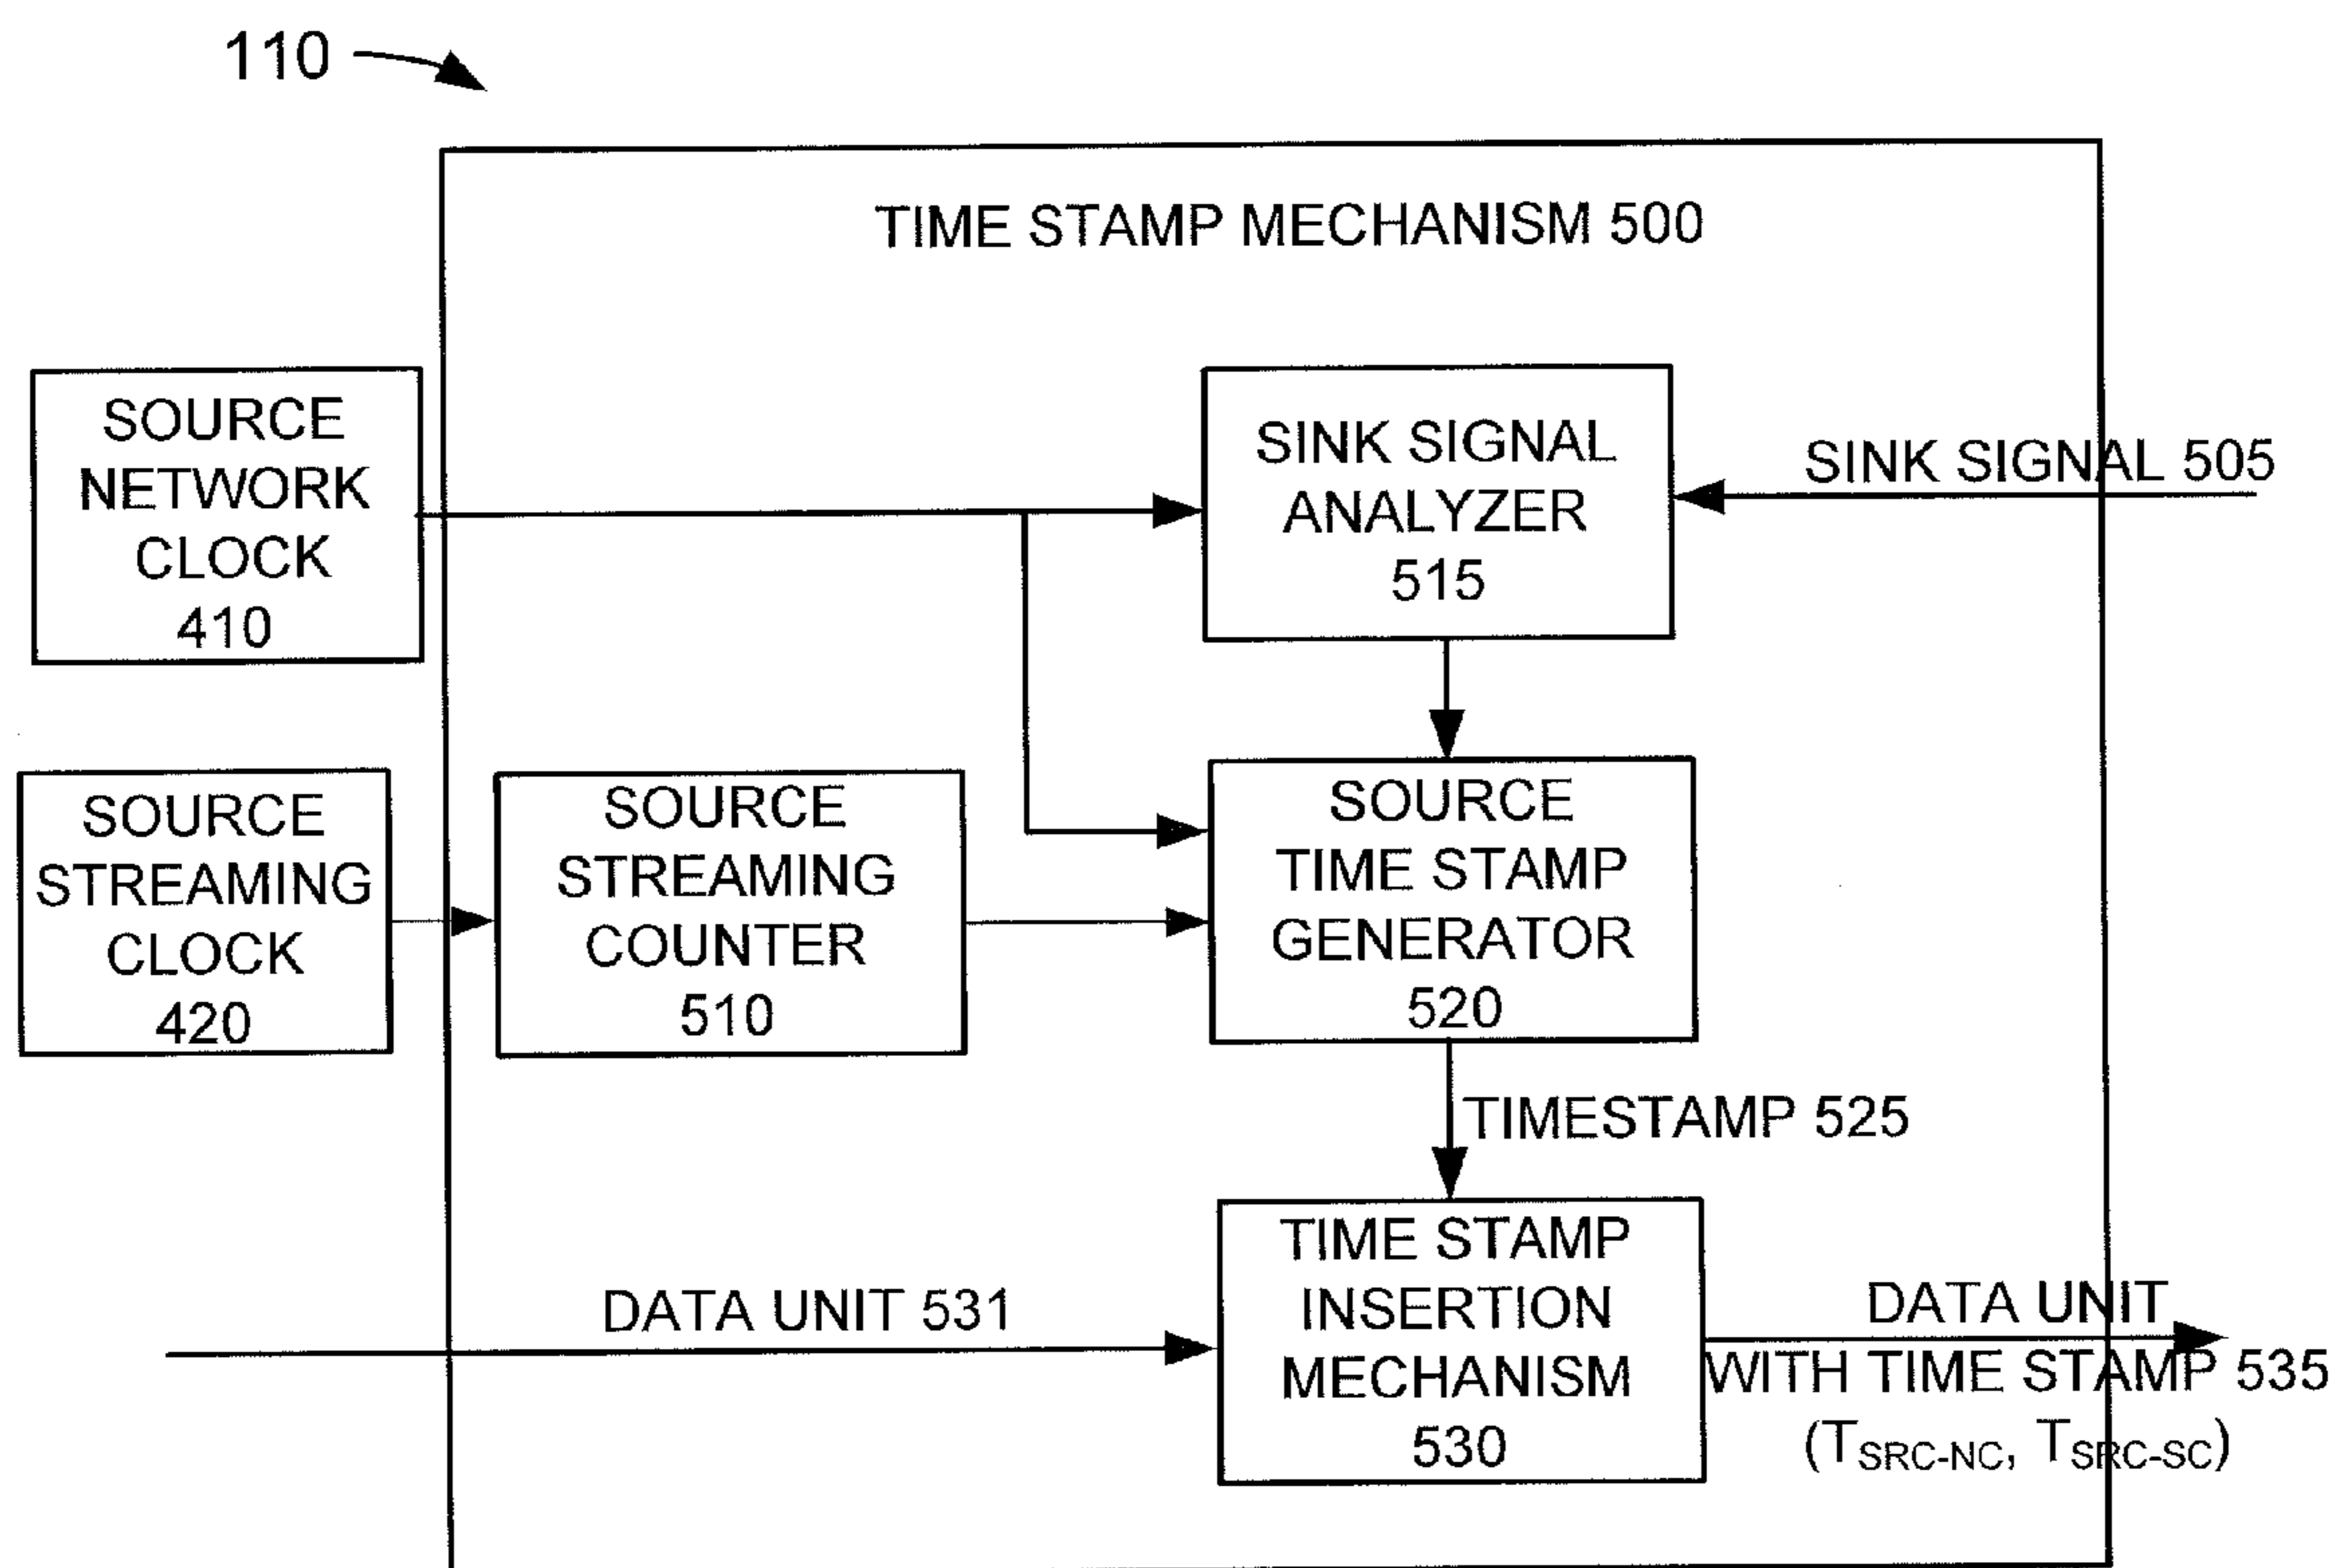 110
TIME STAMP MECHANISM 500
SOURCE
NETWORK
CLOCK
410
SINK SIGNAL
ANALYZER
515
SINK SIGNAL 505
SOURCE
STREAMING
CLOCK
420
SOURCE
STREAMING
COUNTER
510
SOURCE
TIME STAMP
GENERATOR
520
TIMESTAMP 525
DATA UNIT 531
TIME STAMP
INSERTION
MECHANISM
530
DATA UNIT
WITH TIME STAMP 535
(TSRC-NC, TSRC-SC)